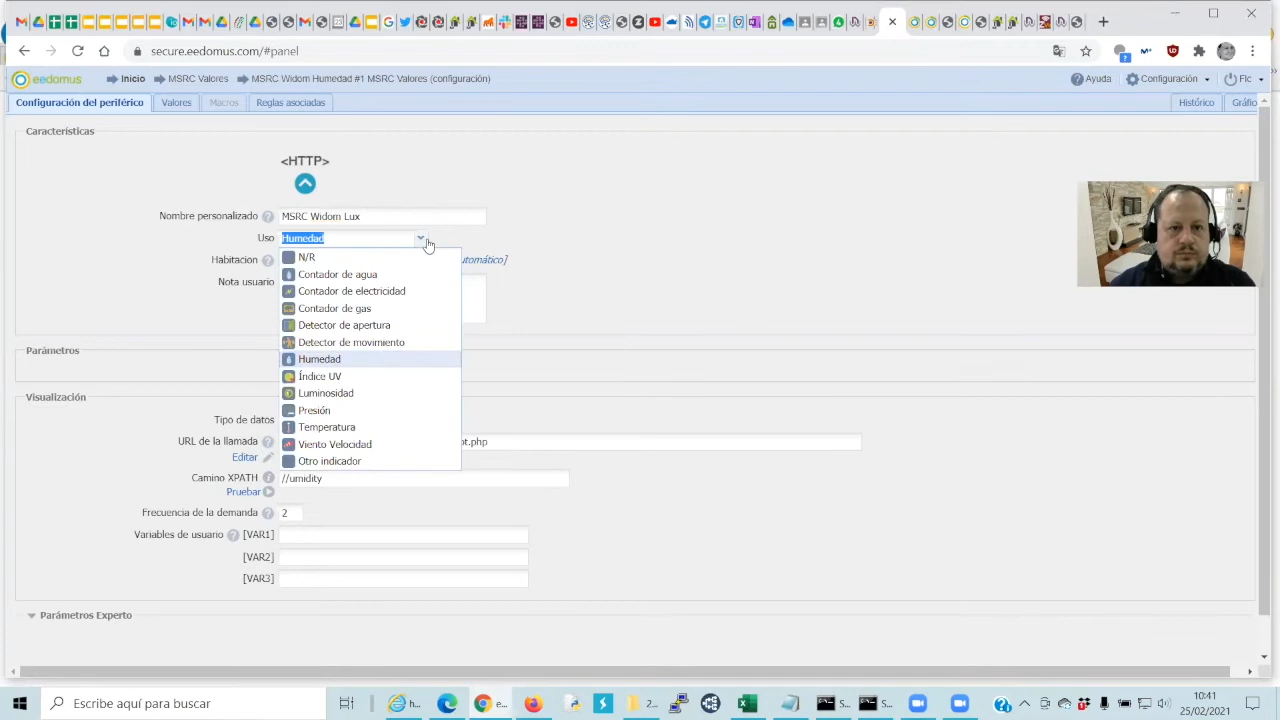 secure.eedomus.com/#panel
eedomus Inicio MSRC Valores MSRC Widom Humedad #1 MSRC Valores (configuración) Ayuda Configuración Flc
Configuración del periférico Valores Macros Reglas asociadas Histórico Gráfic
Características
<HTTP>
Nombre personalizado MSRC Widom Lux
Uso Humedad
Habitacion utomático]
Nota usuario
N/R
Contador de agua
Contador de electricidad
Contador de gas
Detector de apertura
Detector de movimiento
Humedad
Índice UV
Luminosidad
Presión
Temperatura
Viento Velocidad
Otro indicador
Parámetros
Visualización
Tipo de datos
URL de la llamada ot.php
Editar
Camino XPATH //umidity
Pruebar
Frecuencia de la demanda 2
Variables de usuario [VAR1]
[VAR2]
[VAR3]
Parámetros Experto
Escribe aquí para buscar
10:41
25/02/2021